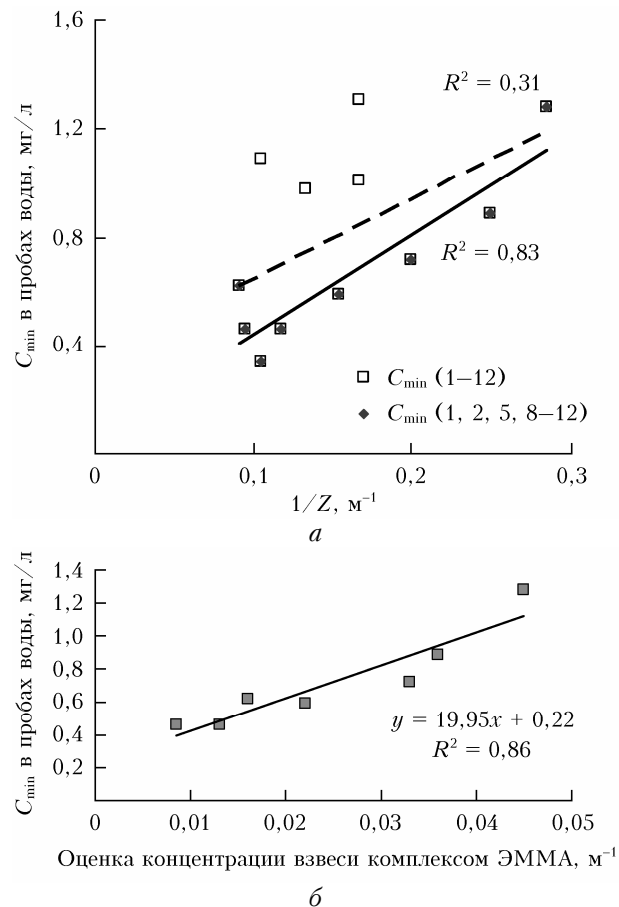 1,6
1,2
0,8
0,4
C_min в пробах воды, мг/л
R² = 0,31
R² = 0,83
C_min (1–12)
C_min (1, 2, 5, 8–12)
0 0,1 0,2 0,3
1/Z, м⁻¹
а
1,4
1,2
1,0
0,8
0,6
0,4
0,2
C_min в пробах воды, мг/л
y = 19,95x + 0,22
R² = 0,86
0 0,01 0,02 0,03 0,04 0,05
Оценка концентрации взвеси комплексом ЭММА, м⁻¹
б